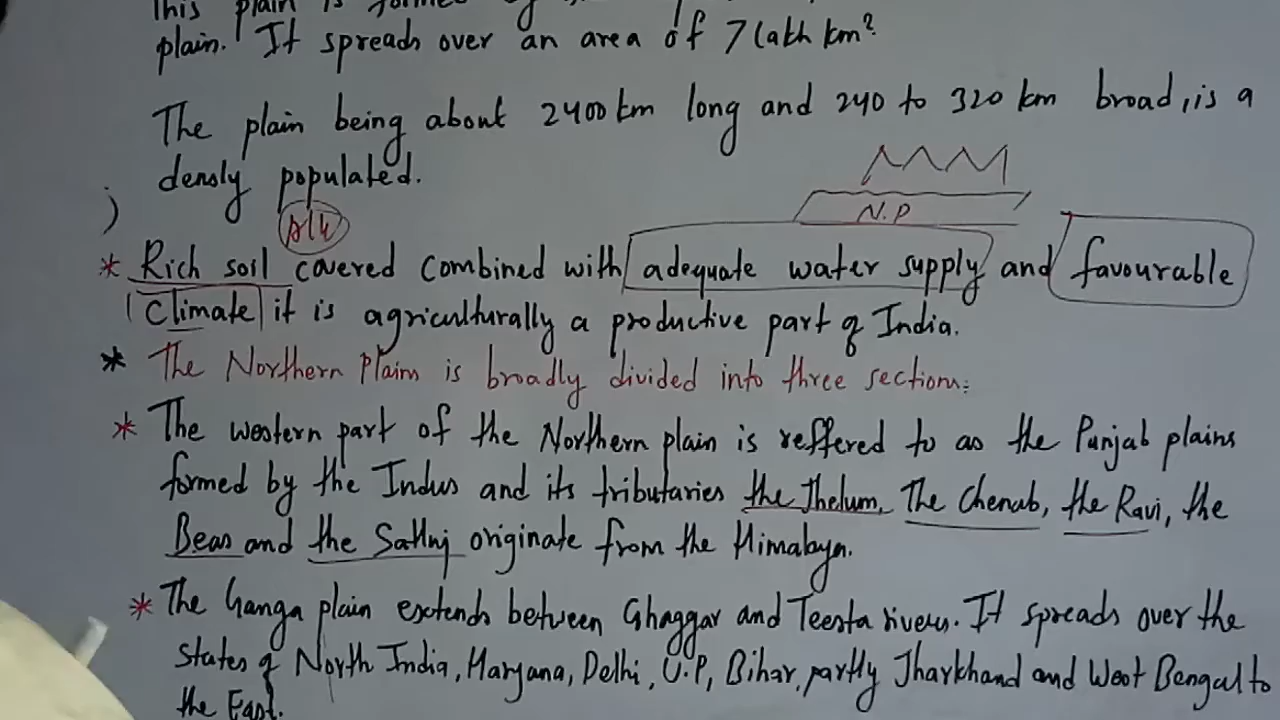 This plain is formed
plain. It spreads over an area of 7 lakh km²
The plain being about 2400 km long and 240 to 320 km broad, is a
densly populated.
N.P
* Rich soil covered combined with adequate water supply and favourable
climate it is agriculturally a productive part of India.
* The Northern Plain is broadly divided into three section:
* The western part of the Northern plain is reffered to as the Punjab plains
formed by the Indus and its tributaries the Jhelum, The Chenab, the Ravi, the
Beas and the Satluj originate from the Himalaya.
* The Ganga plain extends between Ghaggar and Teesta rivers. It spreads over the
states of North India, Haryana, Delhi, U.P, Bihar, partly Jharkhand and West Bengal to
the East.